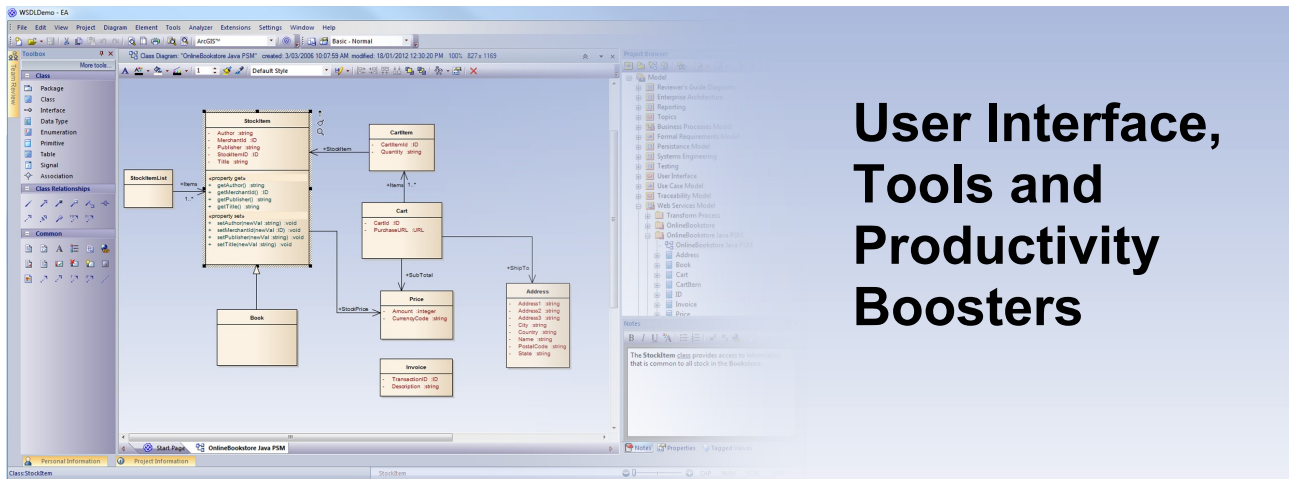 WSDLDemo - EA
File Edit View Project Diagram Element Tools Analyzer Extensions Settings Window Help
ArcGIS™
Basic - Normal
Toolbox
More tools...
Class
Package
Class
Interface
Data Type
Enumeration
Primitive
Table
Signal
Association
Class Relationships
Common
Class Diagram: "OnlineBookstore Java PSM" created: 3/03/2006 10:07:59 AM modified: 18/01/2012 12:30:20 PM 100% 827 x 1169
1 Default Style
StockItemList
+Items
1..*
StockItem
- Author :string
- MerchantId :ID
- Publisher :string
- StockItemID :ID
- Title :string
«property get»
+ getAuthor() :string
+ getMerchantId() :ID
+ getPublisher() :string
+ getTitle() :string
«property set»
+ setAuthor(newVal :string) :void
+ setMerchantId(newVal :ID) :void
+ setPublisher(newVal :string) :void
+ setTitle(newVal :string) :void
Book
+StockItem
CartItem
- CartItemId :ID
- Quantity :string
+Items 1..*
Cart
- CartId :ID
- PurchaseURL :URL
+SubTotal
+ShipTo
+StockPrice
Price
- Amount :integer
- CurrencyCode :string
Address
- Address1 :string
- Address2 :string
- Address3 :string
- City :string
- Country :string
- Name :string
- PostalCode :string
- State :string
Invoice
- TransactionID :ID
- Description :string
Start Page
OnlineBookstore Java PSM
Project Browser
Model
Reviewer's Guide Diagrams
Enterprise Architecture
Reporting
Topics
Business Processes Model
Formal Requirements Model
Persistence Model
Systems Engineering
Testing
User Interface
Use Case Model
Traceability Model
Web Services Model
Transform Process
OnlineBookstore
OnlineBookstore Java PSM
OnlineBookstore Java PSM
Address
Book
Cart
CartItem
ID
Invoice
Price
Notes
The StockItem class provides access to information
that is common to all stock in the Bookstore
Notes Properties Tagged Values
Personal Information
Project Information
Class:StockItem
StockItem
User Interface,
Tools and
Productivity
Boosters